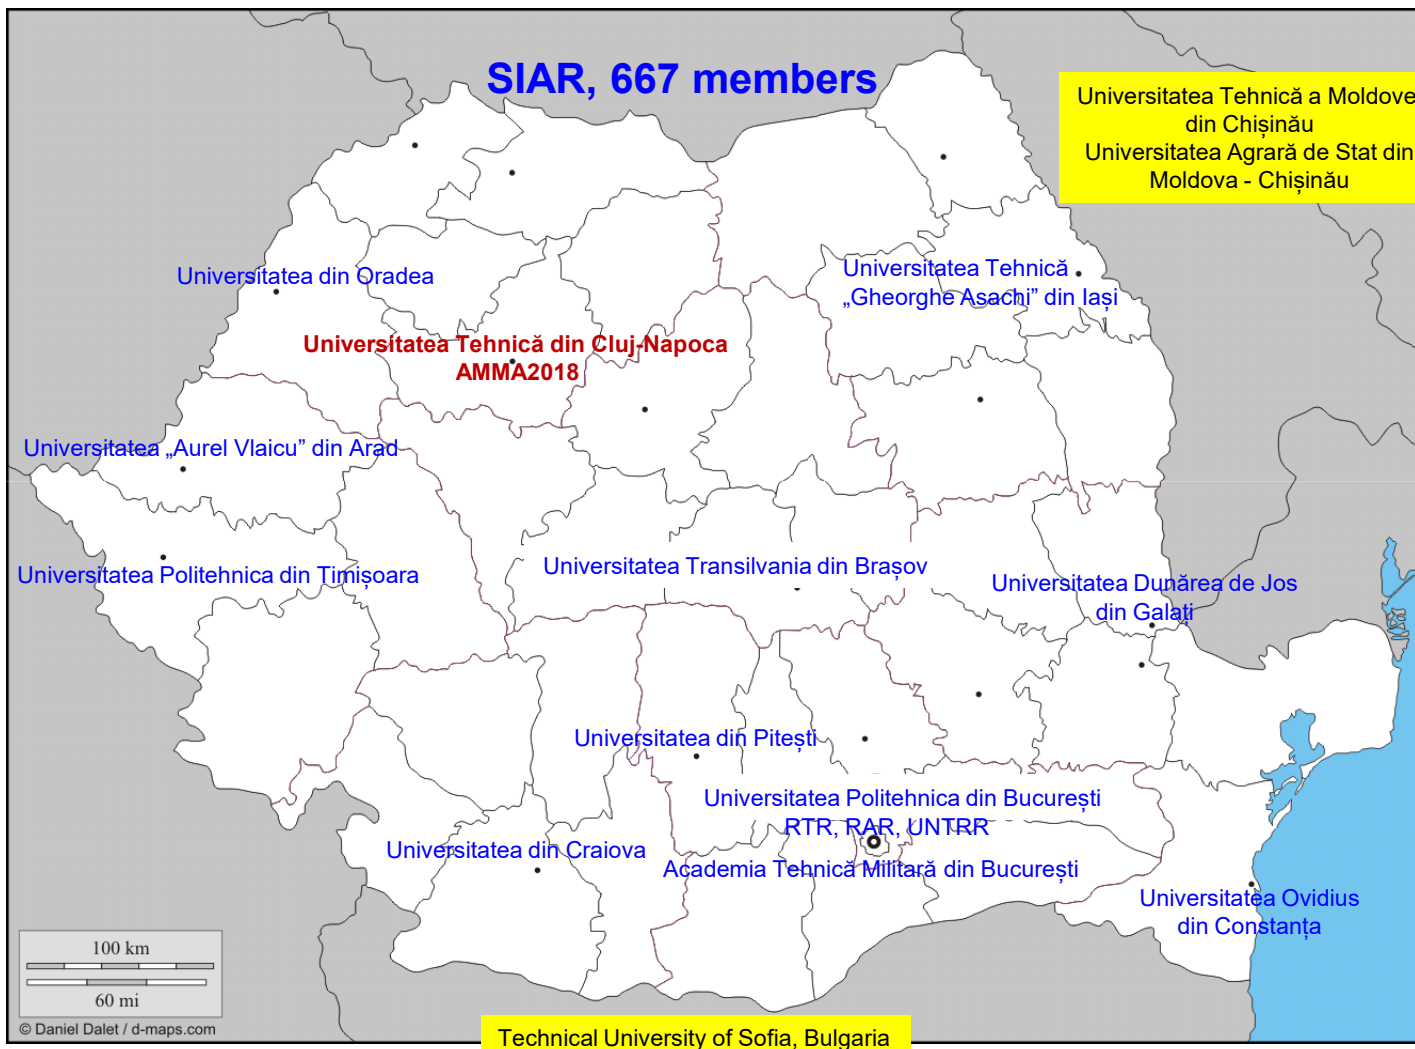 SIAR, 667 members
Universitatea Tehnică a Moldove
din Chișinău
Universitatea Agrară de Stat din
Moldova - Chișinău
Universitatea din Oradea
Universitatea Tehnică
„Gheorghe Asachi” din Iași
Universitatea Tehnică din Cluj-Napoca
AMMA2018
Universitatea „Aurel Vlaicu” din Arad
Universitatea Politehnica din Timișoara
Universitatea Transilvania din Brașov
Universitatea Dunărea de Jos
din Galați
Universitatea din Pitești
Universitatea Politehnica din București
RTR, RAR, UNTRR
Universitatea din Craiova
Academia Tehnică Militară din București
Universitatea Ovidius
din Constanța
100 km
60 mi
© Daniel Dalet / d-maps.com
Technical University of Sofia, Bulgaria